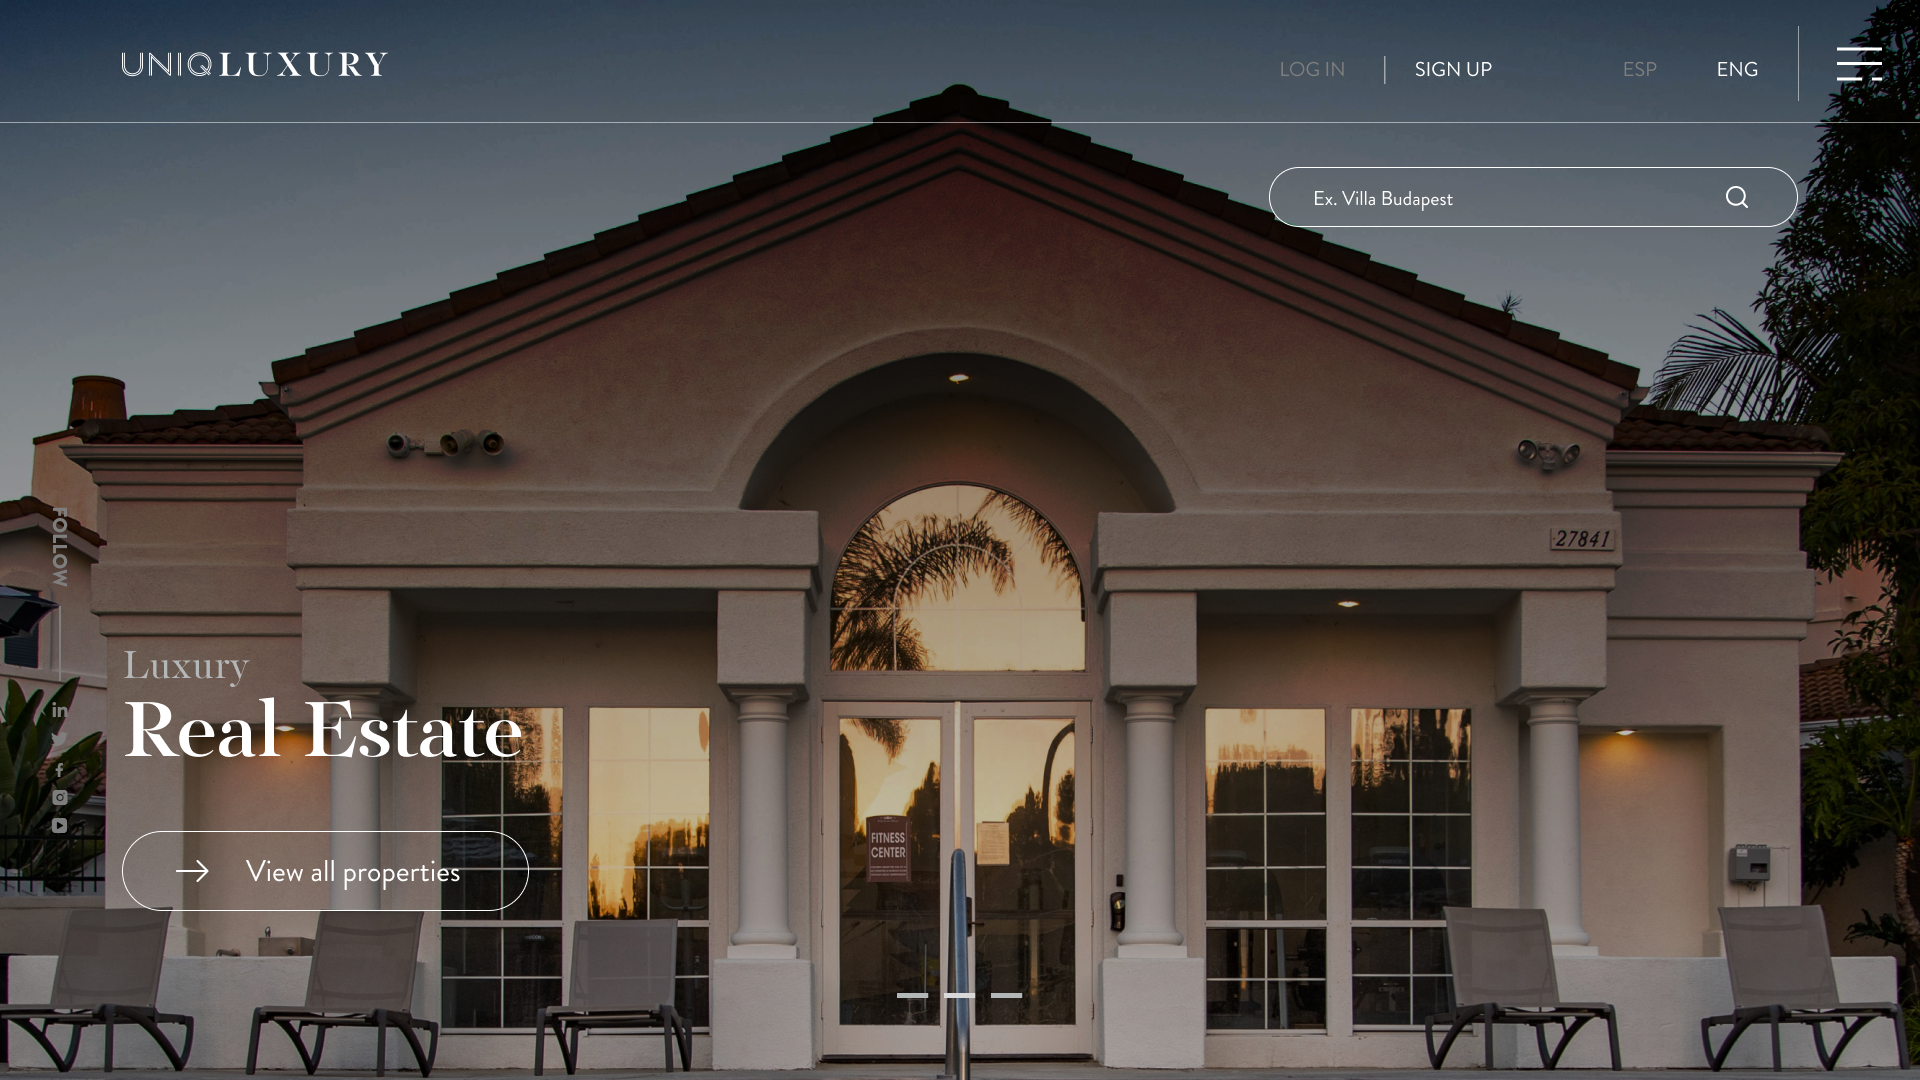 UNIQLUXURY
LOG IN
SIGN UP
ESP
ENG
Ex. Villa Budapest
27841
FOLLOW
Luxury
Real Estate
in
FITNESS
CENTER
View all properties